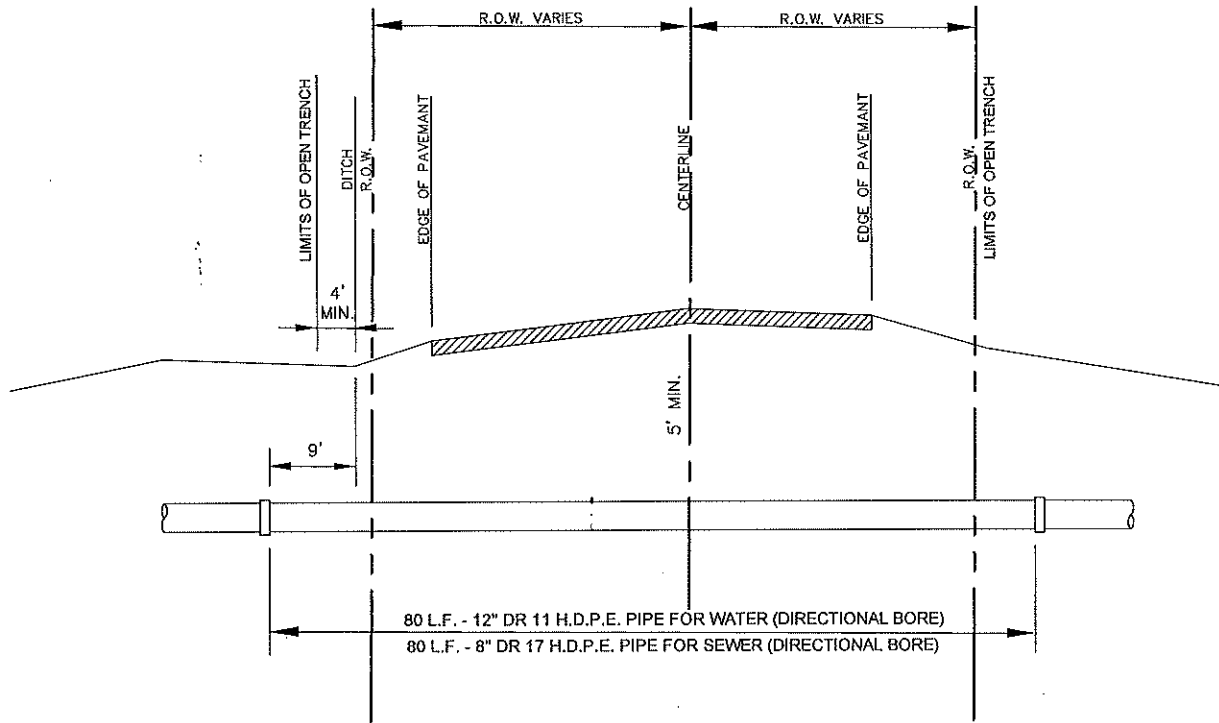 R.O.W. VARIES
R.O.W. VARIES
LIMITS OF OPEN TRENCH
DITCH
R.O.W.
EDGE OF PAVEMANT
CENTERLINE
EDGE OF PAVEMANT
R.O.W.
LIMITS OF OPEN TRENCH
4'
MIN.
5' MIN.
9'
80 L.F. - 12" DR 11 H.D.P.E. PIPE FOR WATER (DIRECTIONAL BORE)
80 L.F. - 8" DR 17 H.D.P.E. PIPE FOR SEWER (DIRECTIONAL BORE)